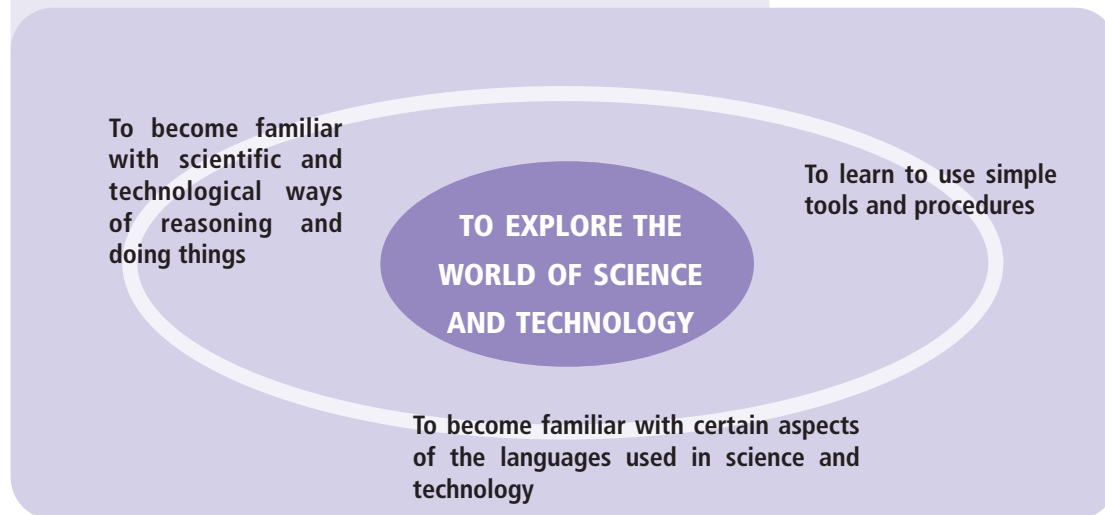 To become familiar
with scientific and
technological ways
of reasoning and
doing things
To learn to use simple
tools and procedures
TO EXPLORE THE
WORLD OF SCIENCE
AND TECHNOLOGY
To become familiar with certain aspects
of the languages used in science and
technology